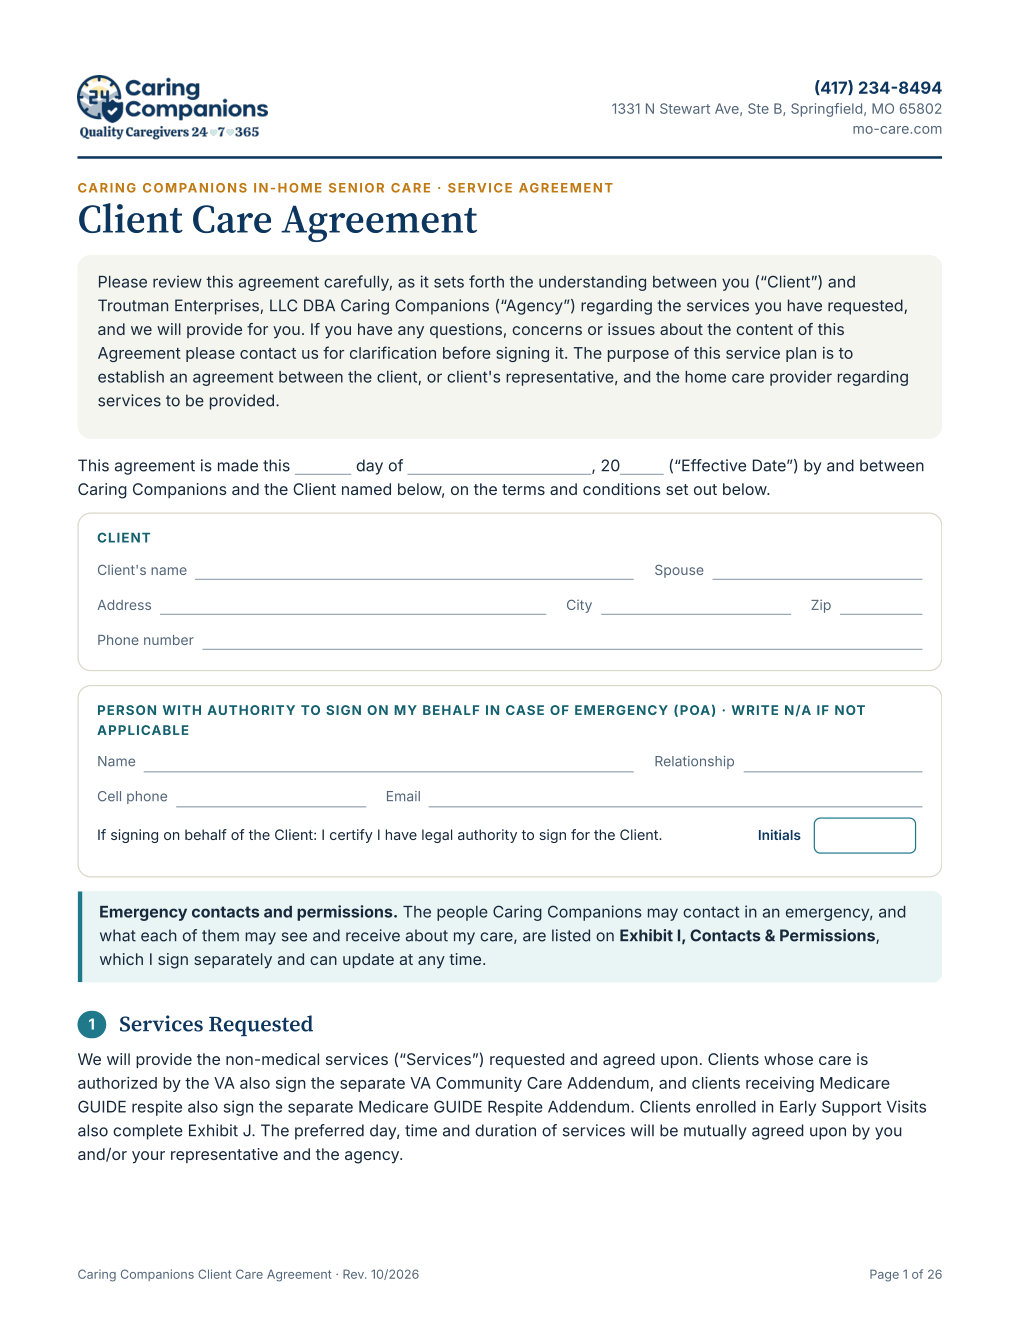 24 Caring
Companions
Quality Caregivers 24 7 365
(417) 234-8494
1331 N Stewart Ave, Ste B, Springfield, MO 65802
mo-care.com
CARING COMPANIONS IN-HOME SENIOR CARE · SERVICE AGREEMENT
Client Care Agreement
Please review this agreement carefully, as it sets forth the understanding between you (“Client”) and
Troutman Enterprises, LLC DBA Caring Companions (“Agency”) regarding the services you have requested,
and we will provide for you. If you have any questions, concerns or issues about the content of this
Agreement please contact us for clarification before signing it. The purpose of this service plan is to
establish an agreement between the client, or client's representative, and the home care provider regarding
services to be provided.
This agreement is made this ______ day of ____________________, 20_____ (“Effective Date”) by and between
Caring Companions and the Client named below, on the terms and conditions set out below.
CLIENT
Client's name Spouse
Address City Zip
Phone number
PERSON WITH AUTHORITY TO SIGN ON MY BEHALF IN CASE OF EMERGENCY (POA) · WRITE N/A IF NOT
APPLICABLE
Name Relationship
Cell phone Email
If signing on behalf of the Client: I certify I have legal authority to sign for the Client. Initials
Emergency contacts and permissions. The people Caring Companions may contact in an emergency, and
what each of them may see and receive about my care, are listed on Exhibit I, Contacts & Permissions,
which I sign separately and can update at any time.
1 Services Requested
We will provide the non-medical services (“Services”) requested and agreed upon. Clients whose care is
authorized by the VA also sign the separate VA Community Care Addendum, and clients receiving Medicare
GUIDE respite also sign the separate Medicare GUIDE Respite Addendum. Clients enrolled in Early Support Visits
also complete Exhibit J. The preferred day, time and duration of services will be mutually agreed upon by you
and/or your representative and the agency.
Caring Companions Client Care Agreement · Rev. 10/2026
Page 1 of 26